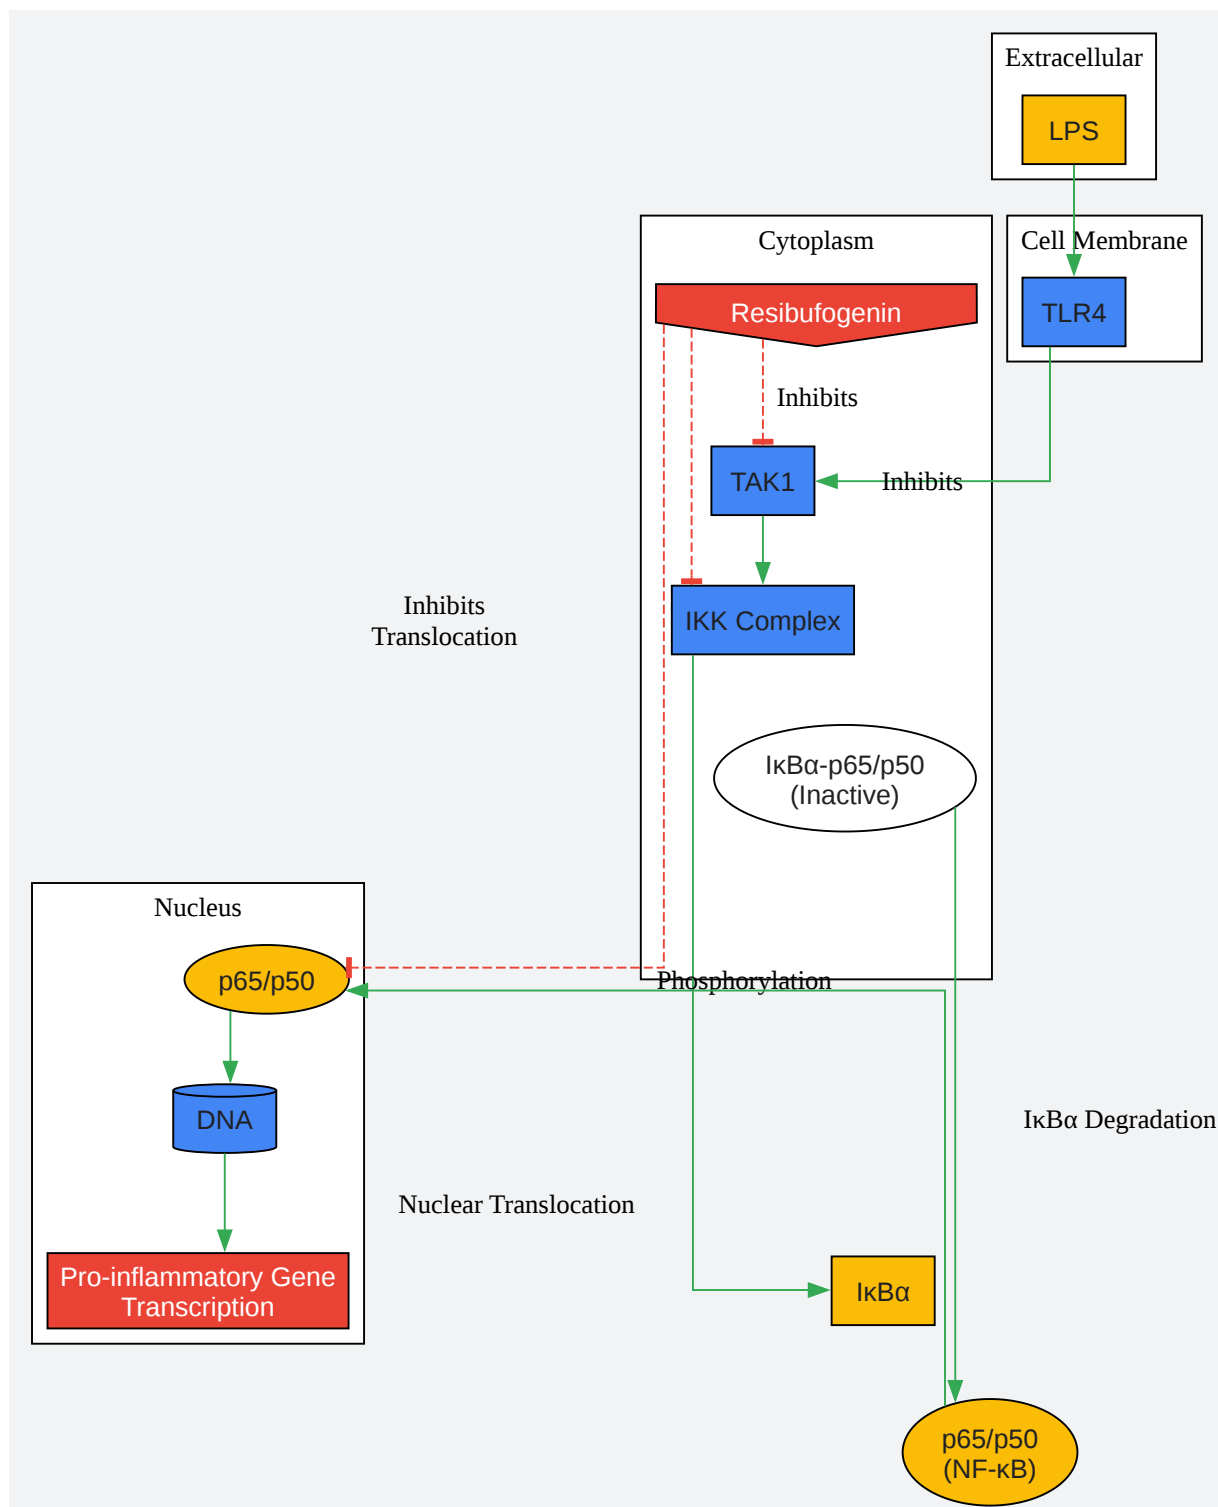 Extracellular
LPS
Cytoplasm
Cell Membrane
Resibufogenin
TLR4
Inhibits
TAK1
Inhibits
Inhibits
Translocation
IKK Complex
IκBα-p65/p50
(Inactive)
Nucleus
p65/p50
Phosphorylation
DNA
IκBα Degradation
Nuclear Translocation
Pro-inflammatory Gene
Transcription
IκBα
p65/p50
(NF-κB)